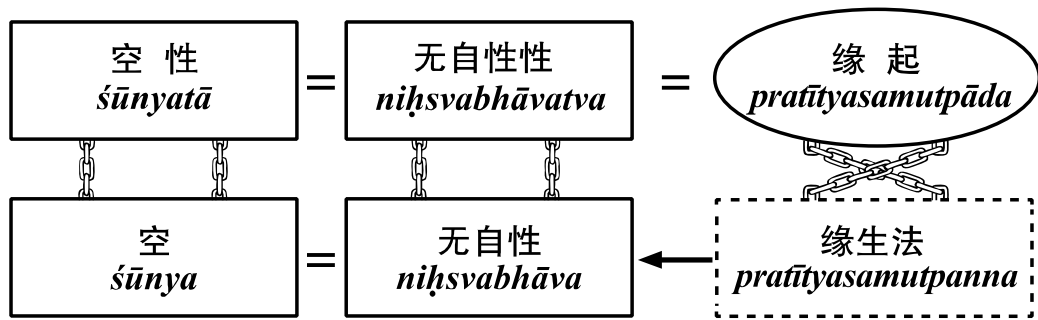 空 性
śūnyatā
=
无自性性
niḥsvabhāvatva
=
缘 起
pratītyasamutpāda
空
śūnya
=
无自性
niḥsvabhāva
缘生法
pratītyasamutpanna